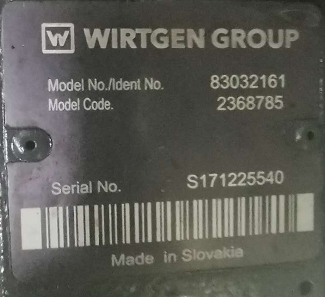 W WIRTGEN GROUP
Model No./Ident No. 83032161
Model Code. 2368785
Serial No. S171225540
Made in Slovakia